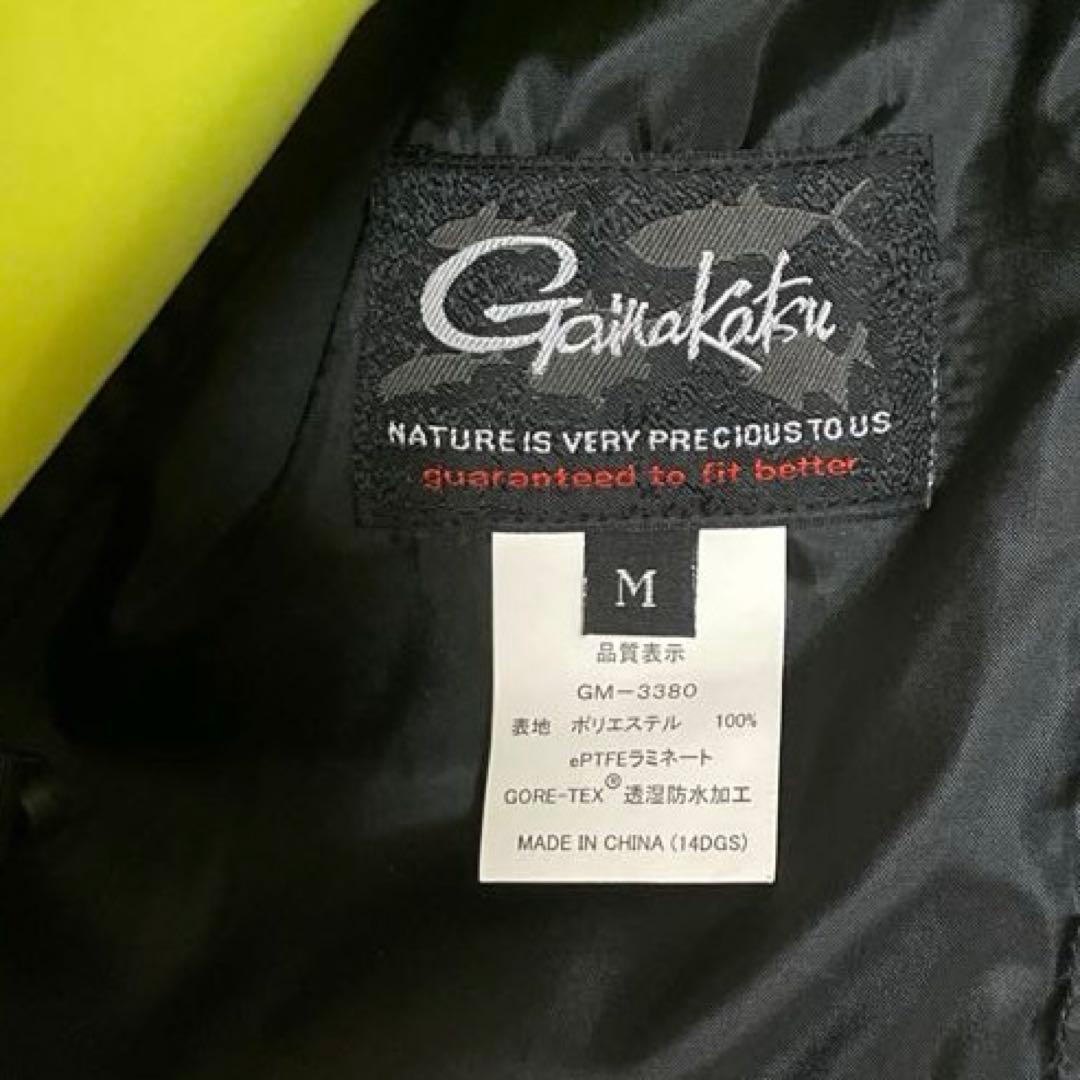 Gamakatsu
NATURE IS VERY PRECIOUS TO US
guaranteed to fit better
M
品質表示
GM-3380
表地 ポリエステル 100%
ePTFEラミネート
GORE-TEX® 透湿防水加工
MADE IN CHINA (14DGS)